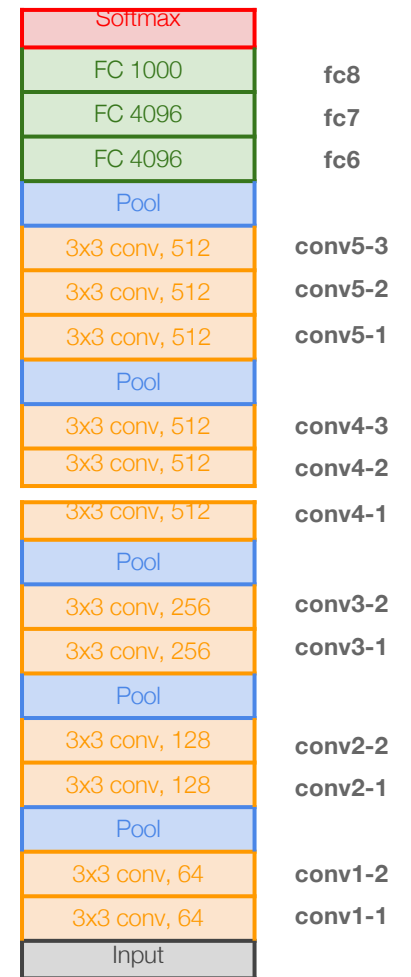 Softmax
FC 1000 fc8
FC 4096 fc7
FC 4096 fc6
Pool
3x3 conv, 512 conv5-3
3x3 conv, 512 conv5-2
3x3 conv, 512 conv5-1
Pool
3x3 conv, 512 conv4-3
3x3 conv, 512 conv4-2
3x3 conv, 512 conv4-1
Pool
3x3 conv, 256 conv3-2
3x3 conv, 256 conv3-1
Pool
3x3 conv, 128 conv2-2
3x3 conv, 128 conv2-1
Pool
3x3 conv, 64 conv1-2
3x3 conv, 64 conv1-1
Input